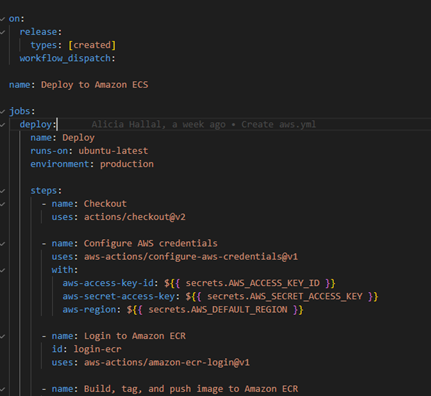 on:
  release:
    types: [created]
  workflow_dispatch:

name: Deploy to Amazon ECS

jobs:
  deploy:     Alicia Hallal, a week ago • Create aws.yml
    name: Deploy
    runs-on: ubuntu-latest
    environment: production

    steps:
      - name: Checkout
        uses: actions/checkout@v2

      - name: Configure AWS credentials
        uses: aws-actions/configure-aws-credentials@v1
        with:
          aws-access-key-id: ${{ secrets.AWS_ACCESS_KEY_ID }}
          aws-secret-access-key: ${{ secrets.AWS_SECRET_ACCESS_KEY }}
          aws-region: ${{ secrets.AWS_DEFAULT_REGION }}

      - name: Login to Amazon ECR
        id: login-ecr
        uses: aws-actions/amazon-ecr-login@v1

      - name: Build, tag, and push image to Amazon ECR